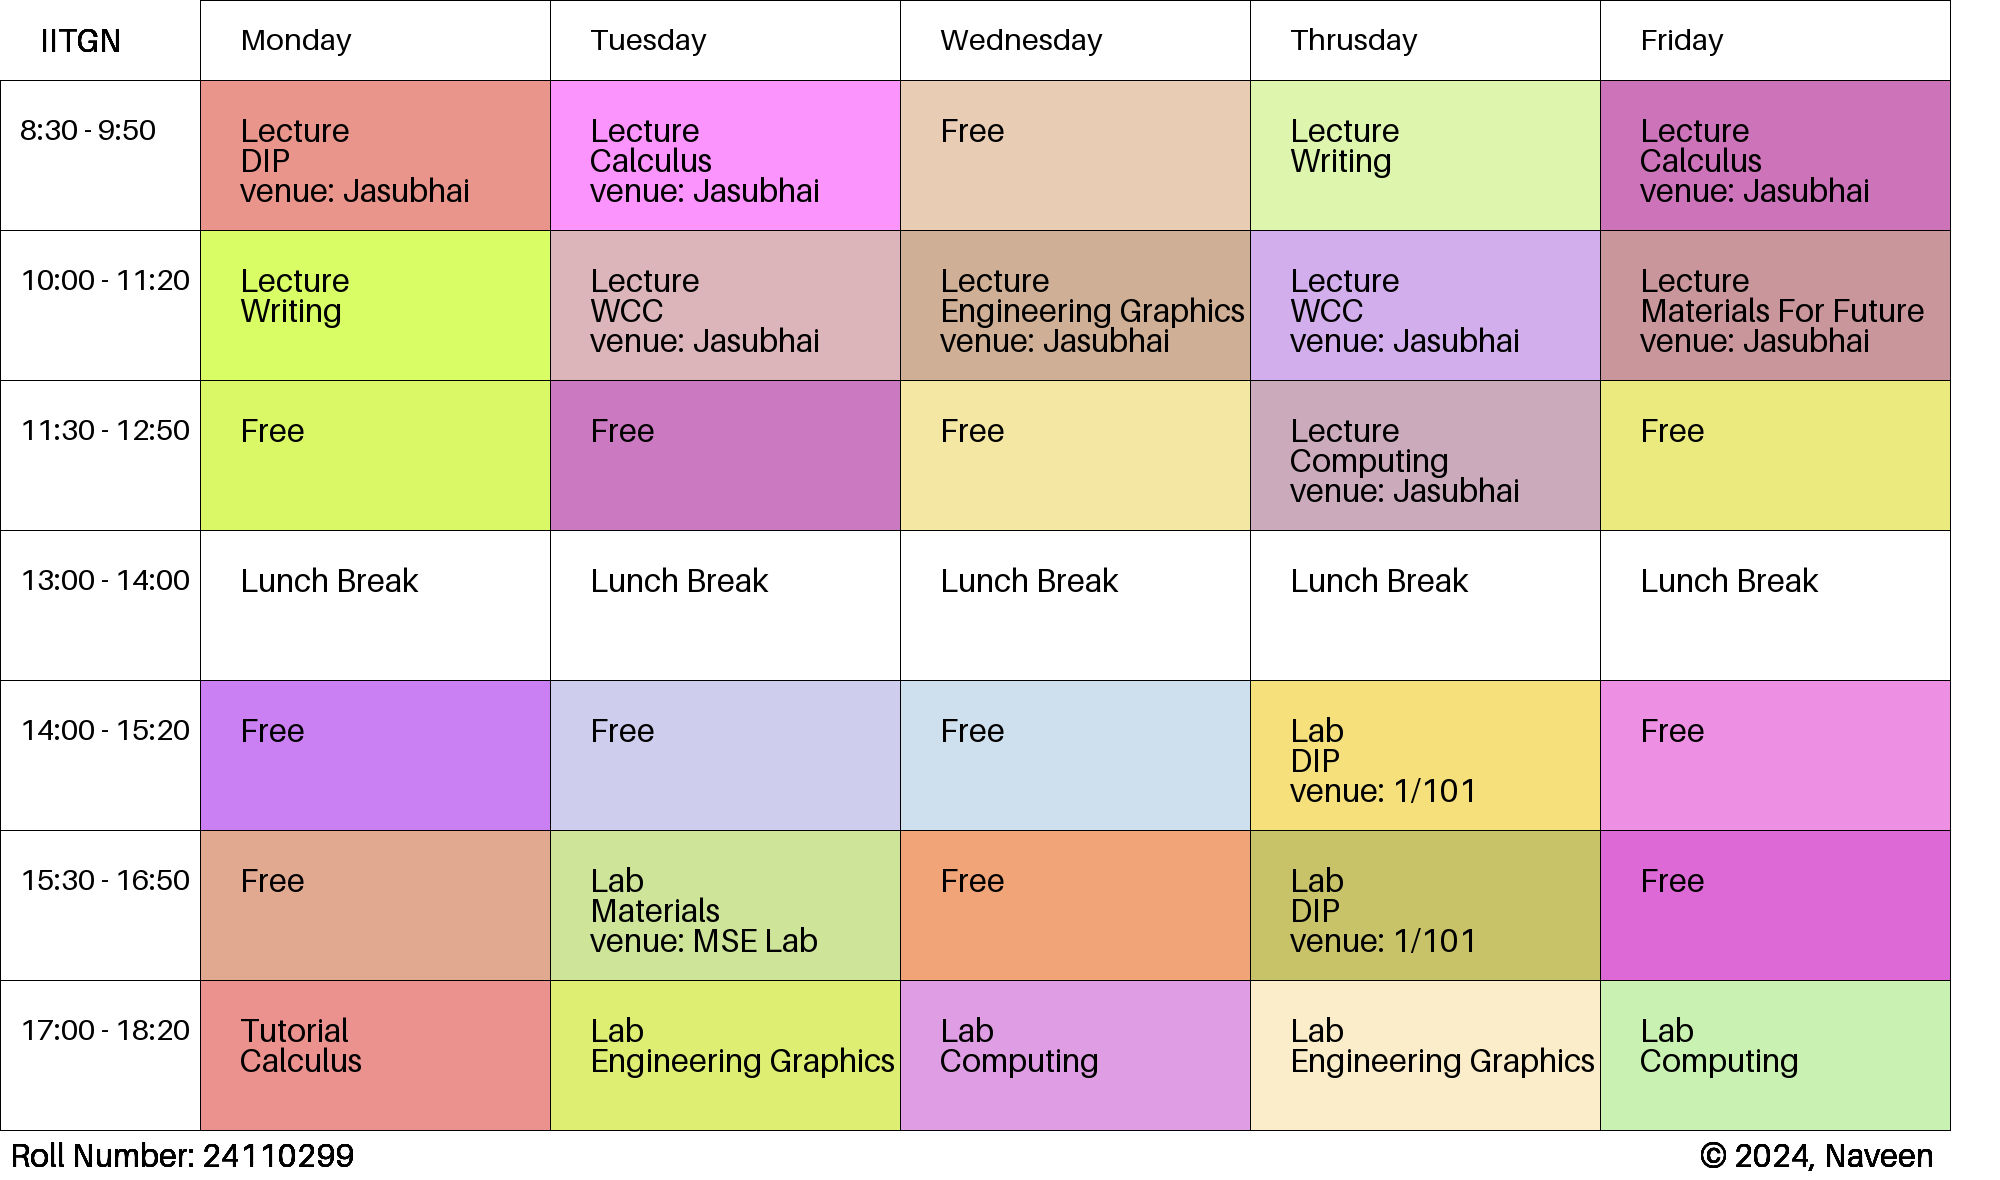 IITGN Monday Tuesday Wednesday Thrusday Friday
8:30 - 9:50
Lecture
DIP
venue: Jasubhai
Lecture
Calculus
venue: Jasubhai
Free
Lecture
Writing
Lecture
Calculus
venue: Jasubhai
10:00 - 11:20
Lecture
Writing
Lecture
WCC
venue: Jasubhai
Lecture
Engineering Graphics
venue: Jasubhai
Lecture
WCC
venue: Jasubhai
Lecture
Materials For Future
venue: Jasubhai
11:30 - 12:50
Free
Free
Free
Lecture
Computing
venue: Jasubhai
Free
13:00 - 14:00
Lunch Break
Lunch Break
Lunch Break
Lunch Break
Lunch Break
14:00 - 15:20
Free
Free
Free
Lab
DIP
venue: 1/101
Free
15:30 - 16:50
Free
Lab
Materials
venue: MSE Lab
Free
Lab
DIP
venue: 1/101
Free
17:00 - 18:20
Tutorial
Calculus
Lab
Engineering Graphics
Lab
Computing
Lab
Engineering Graphics
Lab
Computing
Roll Number: 24110299
© 2024, Naveen